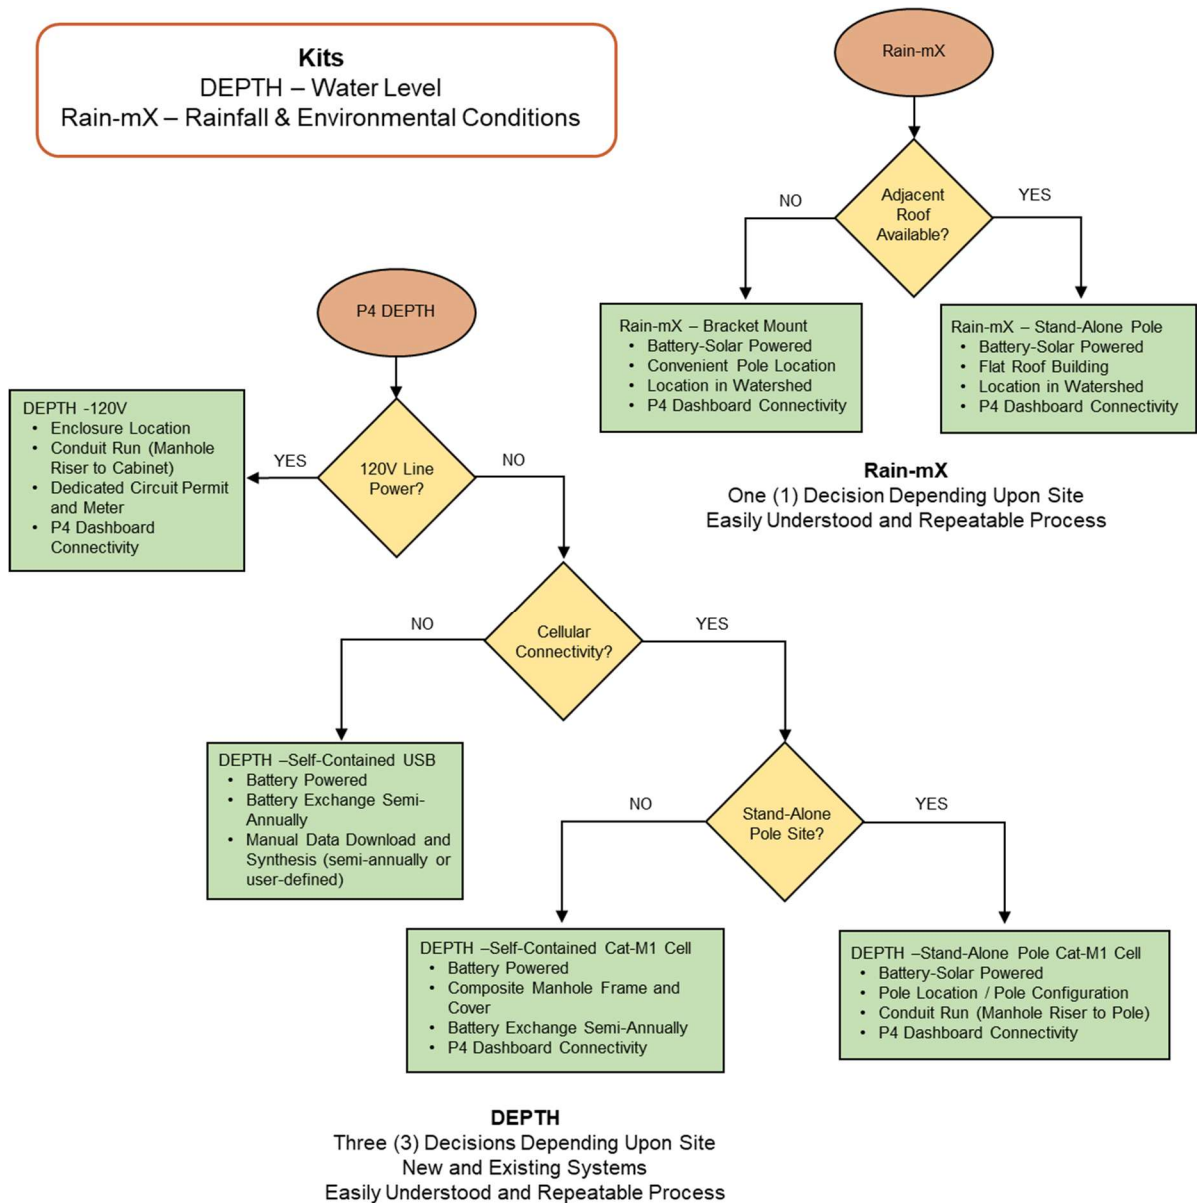 Kits
DEPTH – Water Level
Rain-mX – Rainfall & Environmental Conditions
Rain-mX
Adjacent
Roof
Available?
NO
YES
Rain-mX – Bracket Mount
• Battery-Solar Powered
• Convenient Pole Location
• Location in Watershed
• P4 Dashboard Connectivity
Rain-mX – Stand-Alone Pole
• Battery-Solar Powered
• Flat Roof Building
• Location in Watershed
• P4 Dashboard Connectivity
Rain-mX
One (1) Decision Depending Upon Site
Easily Understood and Repeatable Process
P4 DEPTH
120V Line
Power?
YES
NO
DEPTH -120V
• Enclosure Location
• Conduit Run (Manhole
Riser to Cabinet)
• Dedicated Circuit Permit
and Meter
• P4 Dashboard
Connectivity
Cellular
Connectivity?
NO
YES
DEPTH –Self-Contained USB
• Battery Powered
• Battery Exchange Semi-
Annually
• Manual Data Download and
Synthesis (semi-annually or
user-defined)
Stand-Alone
Pole Site?
NO
YES
DEPTH –Self-Contained Cat-M1 Cell
• Battery Powered
• Composite Manhole Frame and
Cover
• Battery Exchange Semi-Annually
• P4 Dashboard Connectivity
DEPTH –Stand-Alone Pole Cat-M1 Cell
• Battery-Solar Powered
• Pole Location / Pole Configuration
• Conduit Run (Manhole Riser to Pole)
• P4 Dashboard Connectivity
DEPTH
Three (3) Decisions Depending Upon Site
New and Existing Systems
Easily Understood and Repeatable Process